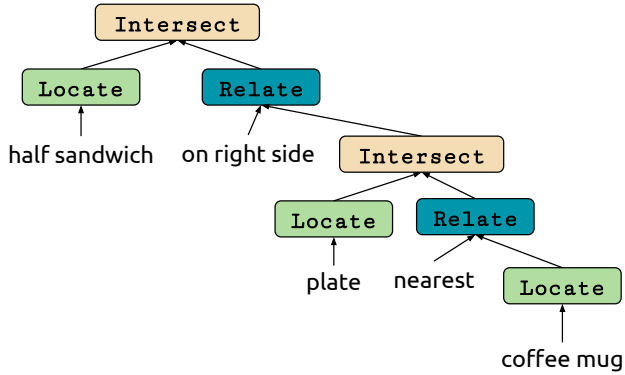 Intersect
Locate
Relate
half sandwich
on right side
Intersect
Locate
Relate
plate
nearest
Locate
coffee mug